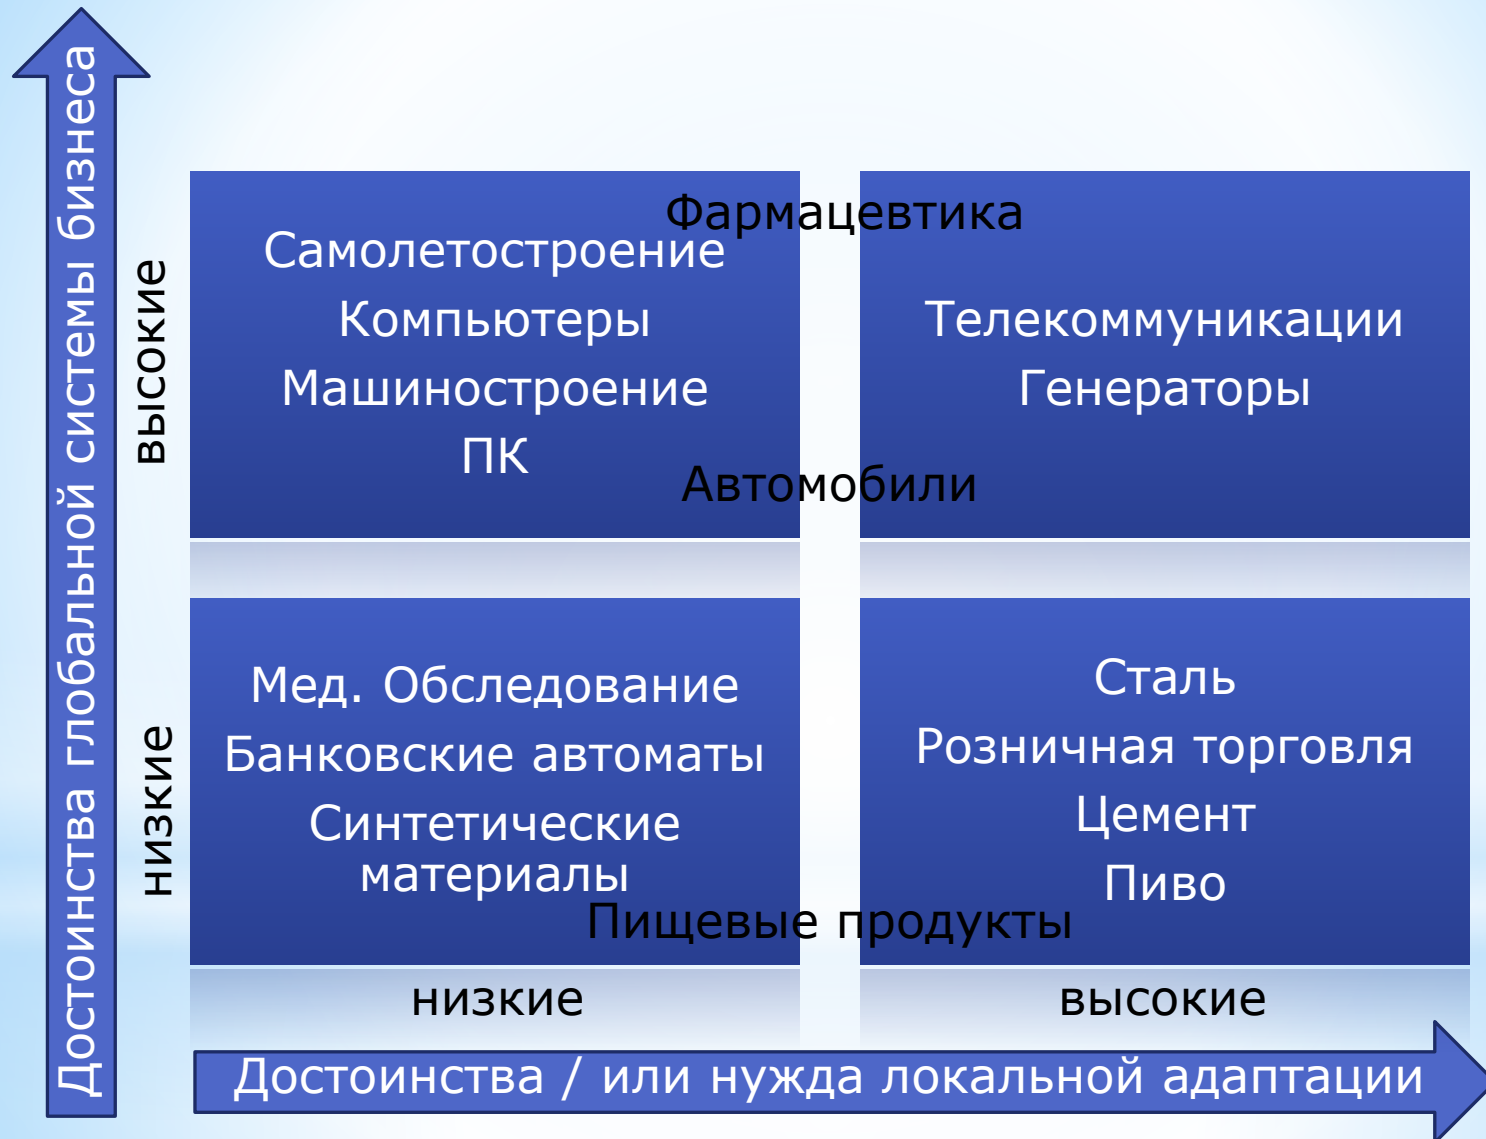 Достоинства глобальной системы бизнеса
высокие
низкие
Фармацевтика
Самолетостроение
Компьютеры
Машиностроение
ПК
Телекоммуникации
Генераторы
Автомобили
Мед. Обследование
Банковские автоматы
Синтетические
материалы
Сталь
Розничная торговля
Цемент
Пиво
Пищевые продукты
низкие
высокие
Достоинства / или нужда локальной адаптации